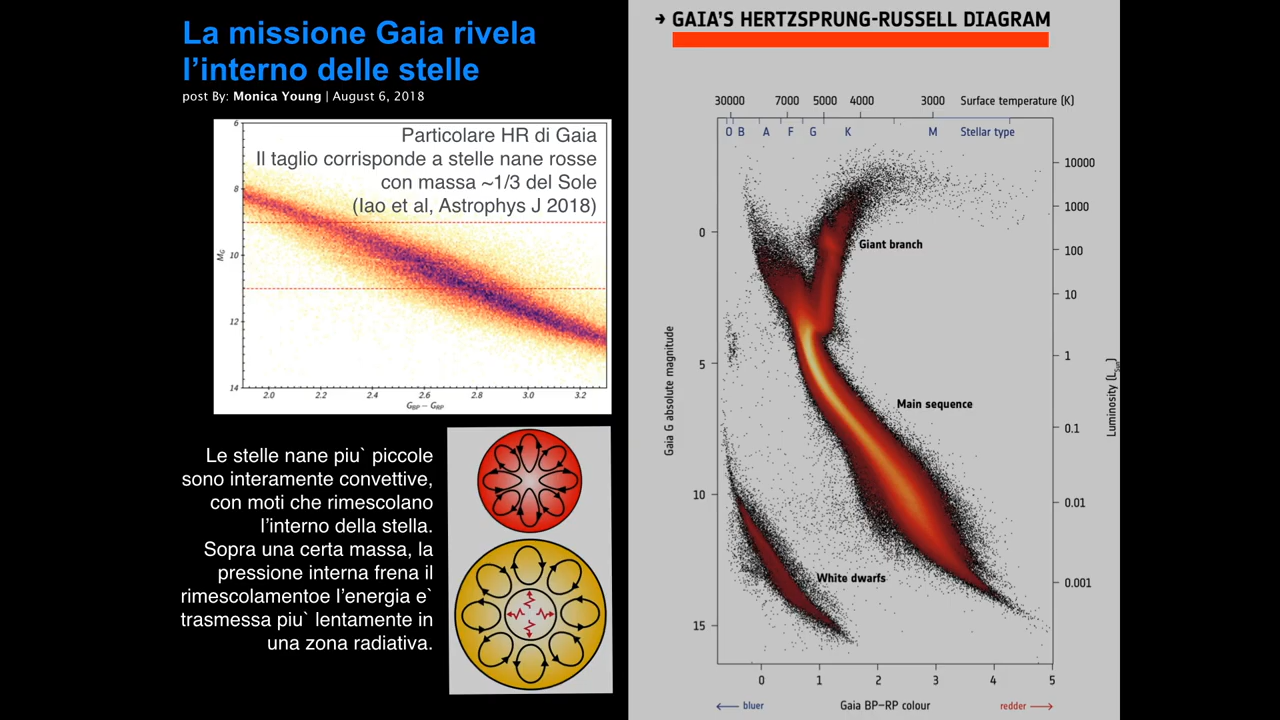 La missione Gaia rivela
l'interno delle stelle
post By: Monica Young | August 6, 2018
Particolare HR di Gaia
Il taglio corrisponde a stelle nane rosse
con massa ~1/3 del Sole
(Iao et al, Astrophys J 2018)
6
8
10
12
14
M_G
2.0
2.2
2.4
2.6
2.8
3.0
3.2
G_BP − G_RP
Le stelle nane piu` piccole
sono interamente convettive,
con moti che rimescolano
l'interno della stella.
Sopra una certa massa, la
pressione interna frena il
rimescolamentoe l'energia e`
trasmessa piu` lentamente in
una zona radiativa.
→ GAIA'S HERTZSPRUNG-RUSSELL DIAGRAM
30000 7000 5000 4000 3000 Surface temperature (K)
O B A F G K M Stellar type
10000
1000
100
10
1
0.1
0.01
0.001
Luminosity (L_Sun)
0
5
10
15
Gaia G absolute magnitude
Giant branch
Main sequence
White dwarfs
0 1 2 3 4 5
← bluer Gaia BP−RP colour redder →